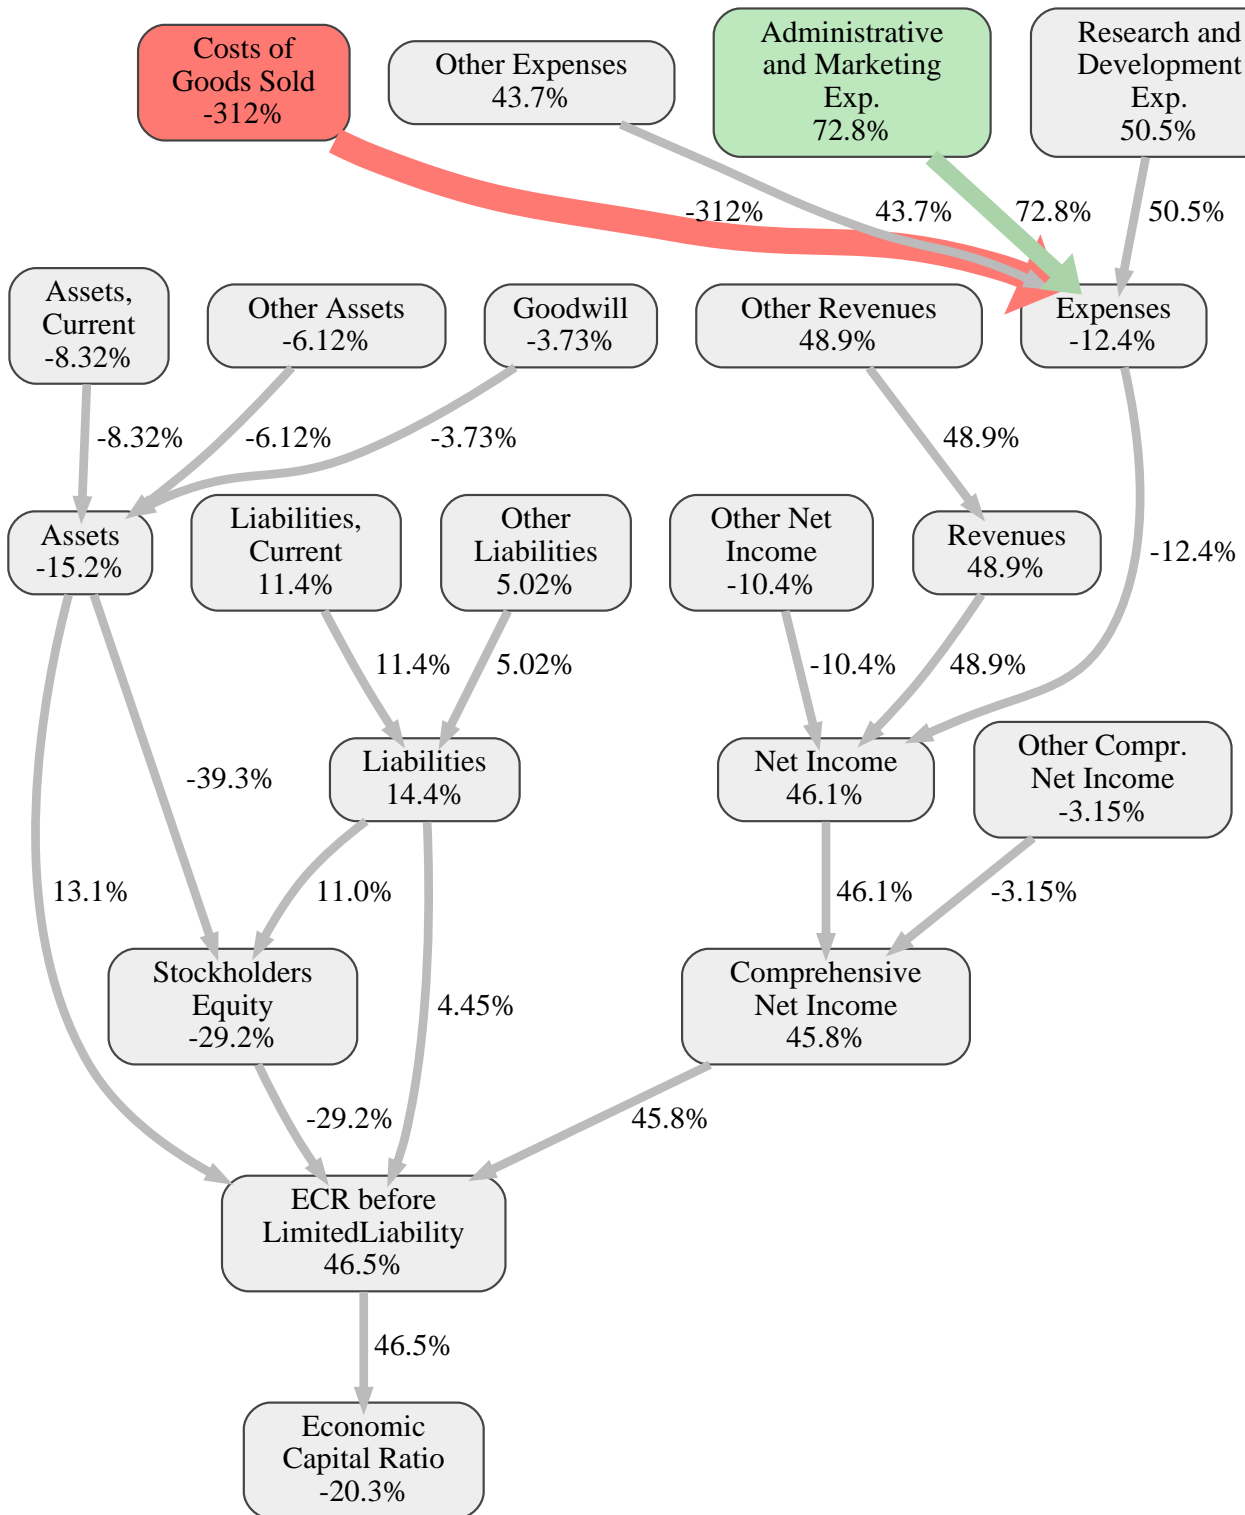 Costs of
Goods Sold
-312%
Other Expenses
43.7%
Administrative
and Marketing
Exp.
72.8%
Research and
Development
Exp.
50.5%
-312%
43.7%
72.8%
50.5%
Assets,
Current
-8.32%
Other Assets
-6.12%
Goodwill
-3.73%
Other Revenues
48.9%
Expenses
-12.4%
-8.32%
-6.12%
-3.73%
48.9%
-12.4%
Assets
-15.2%
Liabilities,
Current
11.4%
Other
Liabilities
5.02%
Other Net
Income
-10.4%
Revenues
48.9%
11.4%
5.02%
-10.4%
48.9%
-39.3%
Liabilities
14.4%
Net Income
46.1%
Other Compr.
Net Income
-3.15%
13.1%
11.0%
46.1%
-3.15%
Stockholders
Equity
-29.2%
4.45%
Comprehensive
Net Income
45.8%
-29.2%
45.8%
ECR before
LimitedLiability
46.5%
46.5%
Economic
Capital Ratio
-20.3%